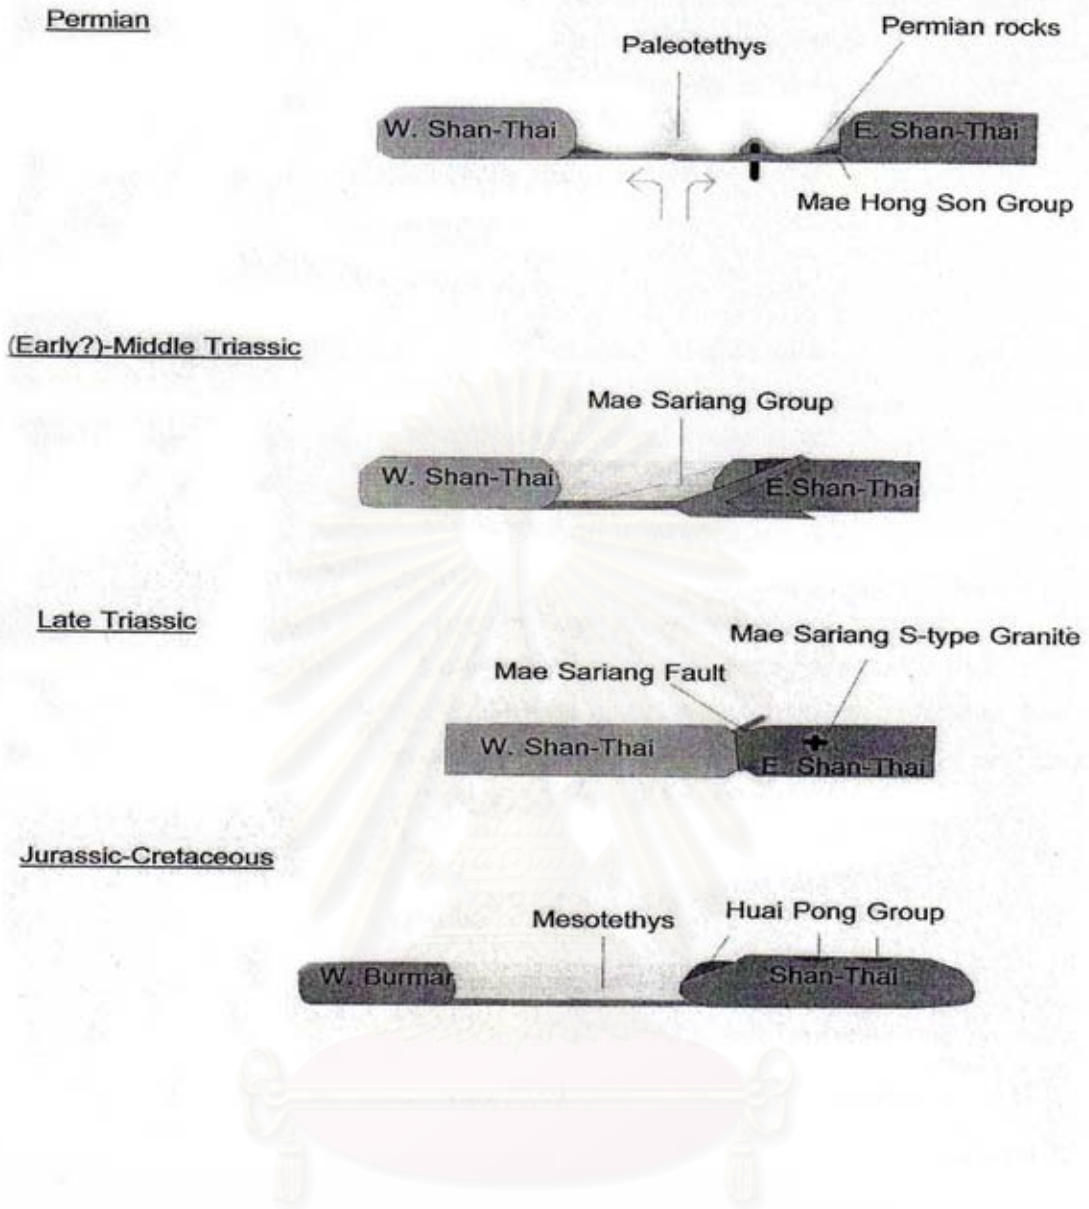 Permian
Permian rocks
Paleotethys
W. Shan-Thai
E. Shan-Thai
Mae Hong Son Group
(Early?)-Middle Triassic
Mae Sariang Group
W. Shan-Thai
E.Shan-Thai
Late Triassic
Mae Sariang S-type Granite
Mae Sariang Fault
W. Shan-Thai
E. Shan-Thai
Jurassic-Cretaceous
Mesotethys
Huai Pong Group
W. Burmar
Shan-Thai